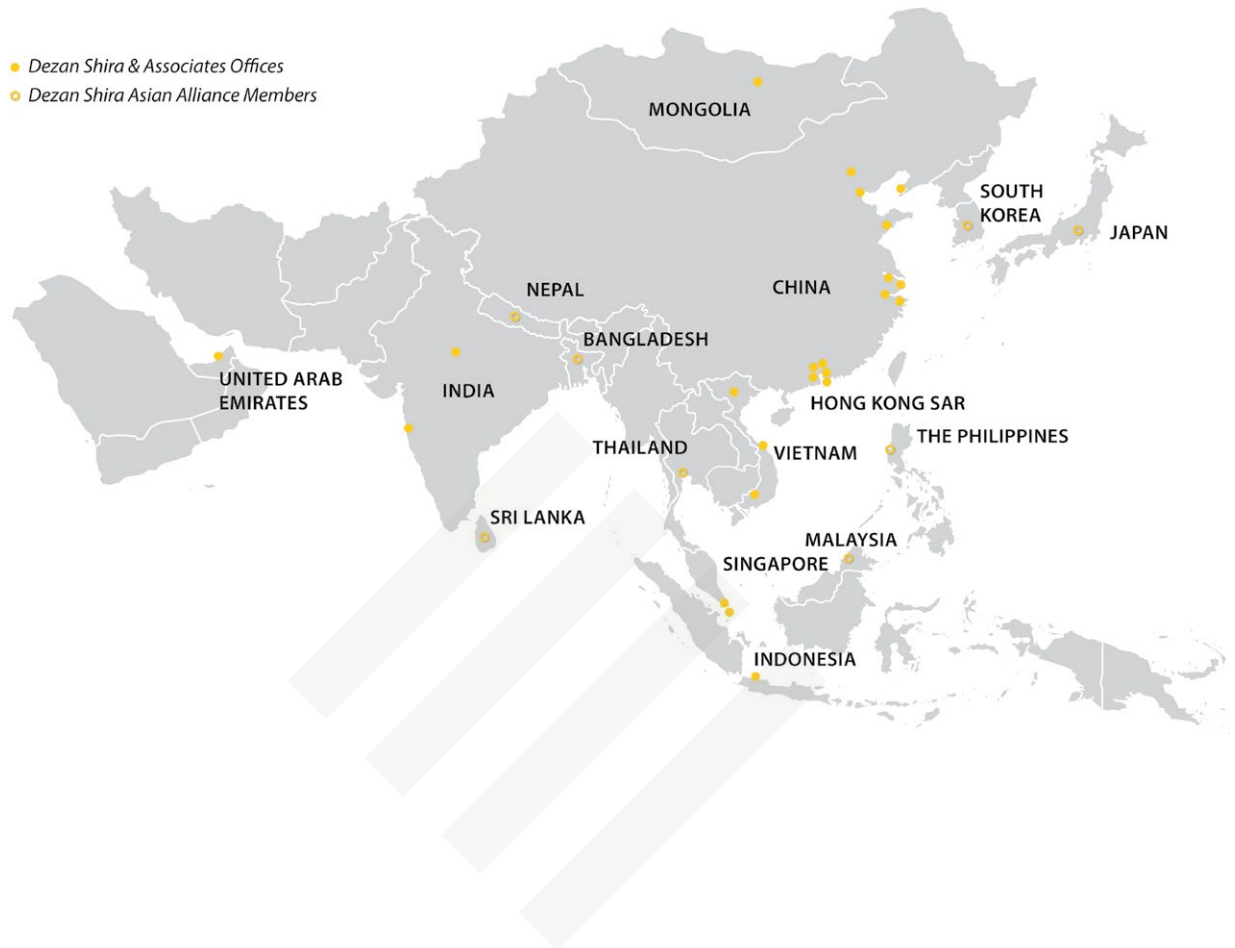 Dezan Shira & Associates Offices
Dezan Shira Asian Alliance Members
MONGOLIA
SOUTH
KOREA
JAPAN
CHINA
NEPAL
BANGLADESH
UNITED ARAB
EMIRATES
INDIA
HONG KONG SAR
THE PHILIPPINES
THAILAND
VIETNAM
SRI LANKA
MALAYSIA
SINGAPORE
INDONESIA